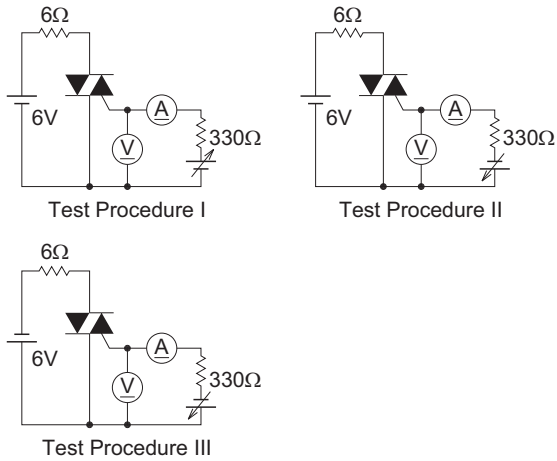 6Ω
6V
A
V
330Ω
Test Procedure I
6Ω
6V
A
V
330Ω
Test Procedure II
6Ω
6V
A
V
330Ω
Test Procedure III